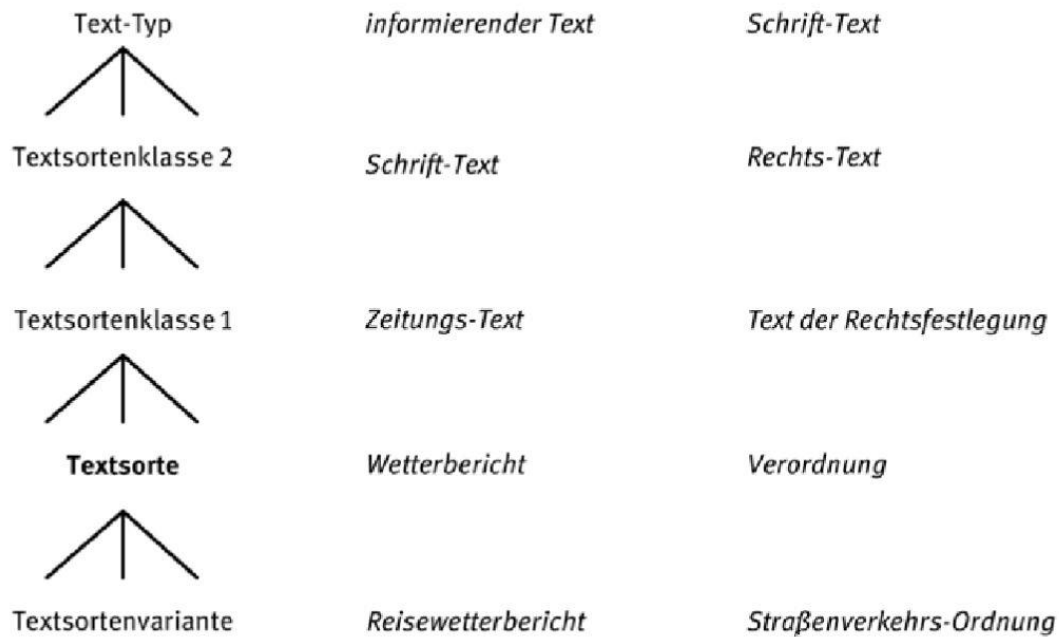 Text-Typ informierender Text Schrift-Text
Textsortenklasse 2 Schrift-Text Rechts-Text
Textsortenklasse 1 Zeitungs-Text Text der Rechtsfestlegung
Textsorte Wetterbericht Verordnung
Textsortenvariante Reisewetterbericht Straßenverkehrs-Ordnung